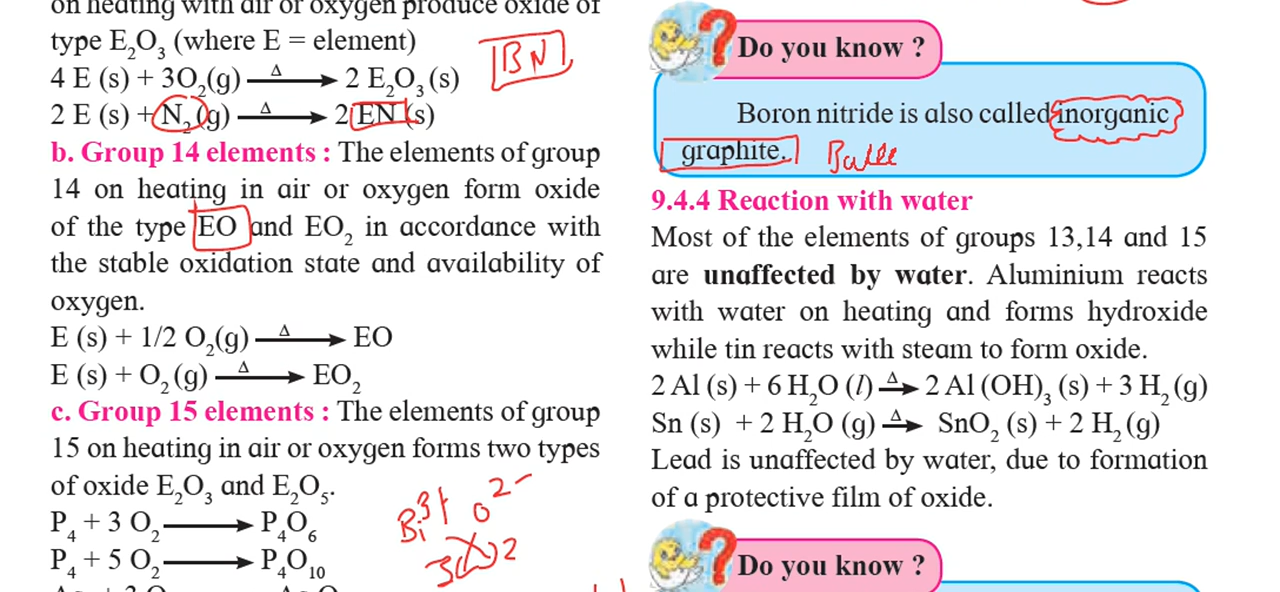 on heating with air or oxygen produce oxide of
type E₂O₃ (where E = element)
BN
4 E (s) + 3O₂(g) —Δ→ 2 E₂O₃ (s)
2 E (s) + N₂(g) —Δ→ 2 EN (s)
b. Group 14 elements : The elements of group
14 on heating in air or oxygen form oxide
of the type EO and EO₂ in accordance with
the stable oxidation state and availability of
oxygen.
E (s) + 1/2 O₂(g) —Δ→ EO
E (s) + O₂ (g) —Δ→ EO₂
c. Group 15 elements : The elements of group
15 on heating in air or oxygen forms two types
of oxide E₂O₃ and E₂O₅.
Bi³⁺ O²⁻
P₄ + 3 O₂ → P₄O₆
P₄ + 5 O₂ → P₄O₁₀
Do you know ?
Boron nitride is also called inorganic
graphite.
9.4.4 Reaction with water
Most of the elements of groups 13,14 and 15
are unaffected by water. Aluminium reacts
with water on heating and forms hydroxide
while tin reacts with steam to form oxide.
2 Al (s) + 6 H₂O (l) —Δ→ 2 Al (OH)₃ (s) + 3 H₂ (g)
Sn (s) + 2 H₂O (g) —Δ→ SnO₂ (s) + 2 H₂ (g)
Lead is unaffected by water, due to formation
of a protective film of oxide.
Do you know ?